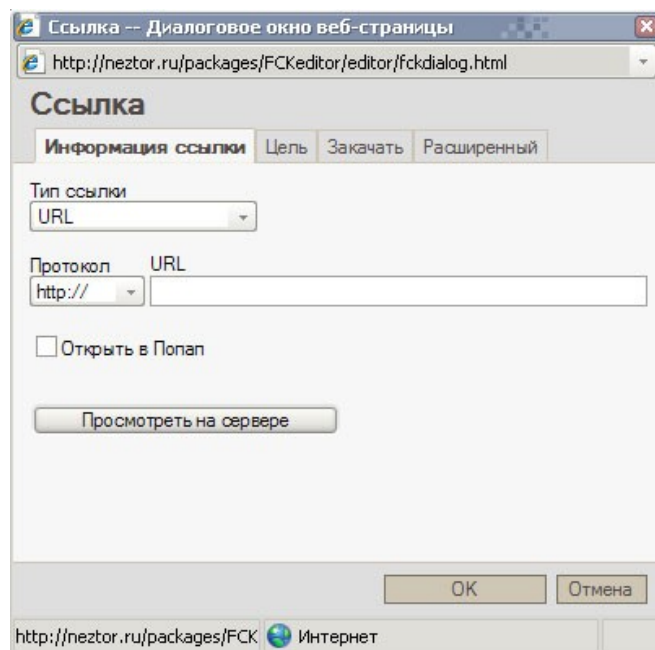 Ссылка -- Диалоговое окно веб-страницы
http://neztor.ru/packages/FCKeditor/editor/fckdialog.html
Ссылка
Информация ссылки Цель Закачать Расширенный
Тип ссылки
URL
Протокол URL
http://
Открыть в Попап
Просмотреть на сервере
OK Отмена
http://neztor.ru/packages/FCK Интернет